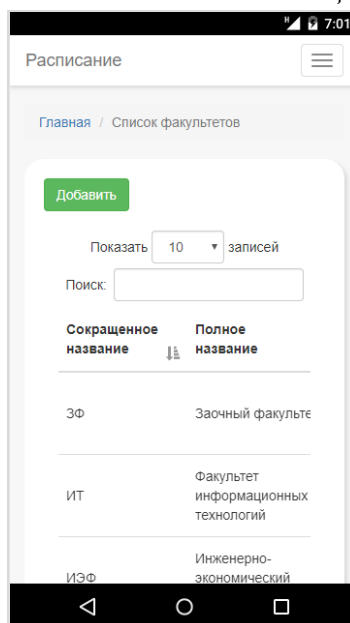 H 7:01
Расписание
Главная / Список факультетов
Добавить
Показать 10 записей
Поиск:
Сокращенное название
Полное название
ЗФ
Заочный факульте
ИТ
Факультет
информационных
технологий
ИЭФ
Инженерно-
экономический